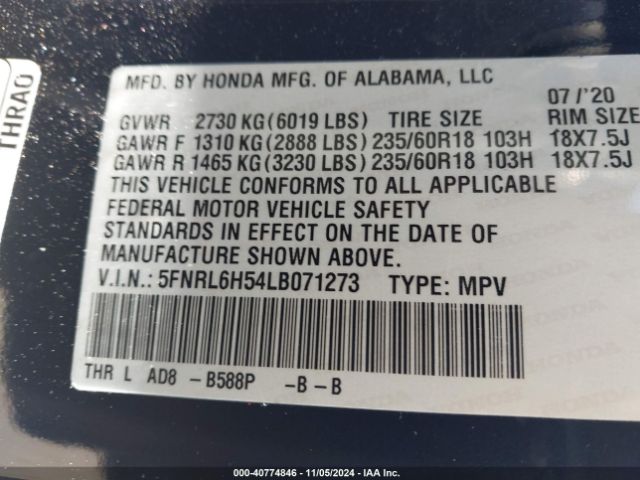 THRAO
MFD. BY HONDA MFG. OF ALABAMA, LLC
07 / '20
GVWR 2730 KG (6019 LBS) TIRE SIZE RIM SIZE
GAWR F 1310 KG (2888 LBS) 235/60R18 103H 18X7.5J
GAWR R 1465 KG (3230 LBS) 235/60R18 103H 18X7.5J
THIS VEHICLE CONFORMS TO ALL APPLICABLE
FEDERAL MOTOR VEHICLE SAFETY
STANDARDS IN EFFECT ON THE DATE OF
MANUFACTURE SHOWN ABOVE.
V.I.N.: 5FNRL6H54LB071273 TYPE: MPV
THR L AD8 - B588P -B - B
000-40774846 - 11/05/2024 - IAA, LLC